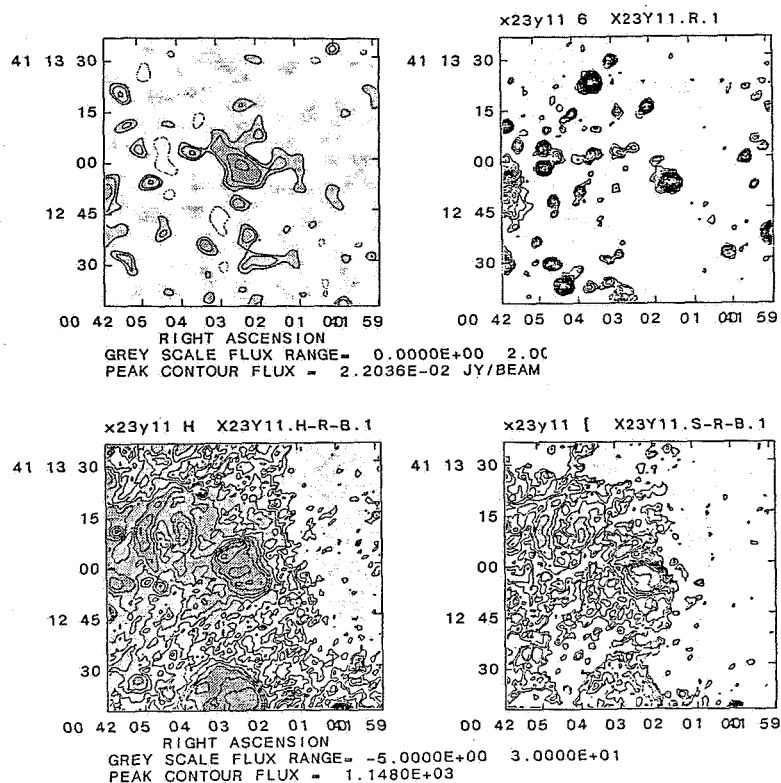 x23y11 6 X23Y11.R.1
41 13 30
15
00
12 45
30
00 42 05 04 03 02 01 00
41 59
RIGHT ASCENSION
GREY SCALE FLUX RANGE= 0.0000E+00 2.00
PEAK CONTOUR FLUX = 2.2036E-02 JY/BEAM
41 13 30
15
00
12 45
30
00 42 05 04 03 02 01 00
41 59
x23y11 H X23Y11.H-R-B.1
x23y11 [ X23Y11.S-R-B.1
41 13 30
15
00
12 45
30
00 42 05 04 03 02 01 00
41 59
RIGHT ASCENSION
GREY SCALE FLUX RANGE= -5.0000E+00 3.0000E+01
PEAK CONTOUR FLUX = 1.1480E+03
41 13 30
15
00
12 45
30
00 42 05 04 03 02 01 00
41 59